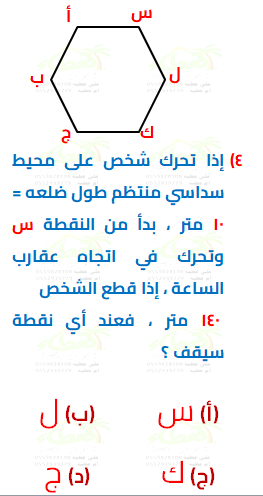 أ س
ب ل
ج ك
٤) إذا تحرك شخص على محيط
سداسي منتظم طول ضلعه =
١٠ متر ، بدأ من النقطة س
وتحرك في اتجاه عقارب
الساعة ، إذا قطع الشخص
١٤٠ متر ، فعند أي نقطة
سيقف ؟
(أ) س (ب) ل
(ج) ك (د) ج